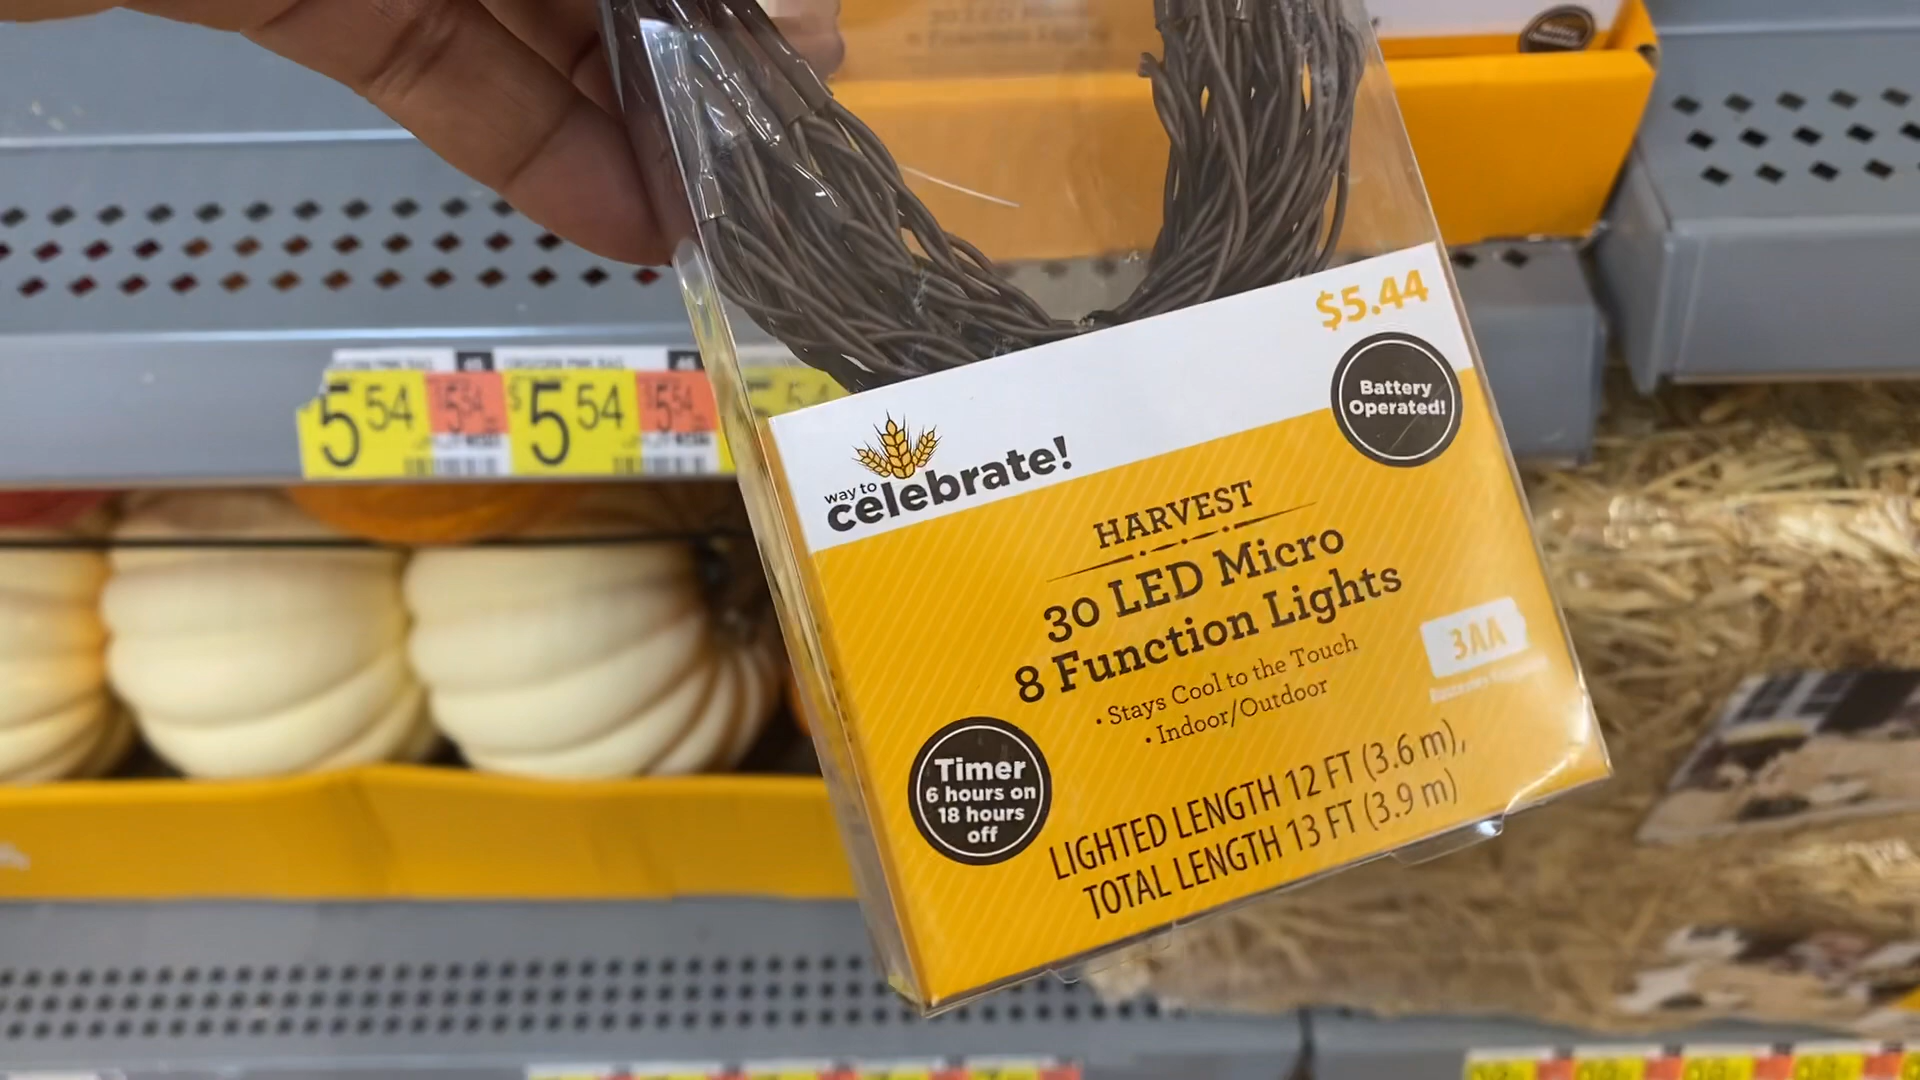 $5.44
Battery
Operated!
way to
celebrate!
HARVEST
30 LED Micro
8 Function Lights
• Stays Cool to the Touch
• Indoor/Outdoor
3AA
Timer
6 hours on
18 hours
off
LIGHTED LENGTH 12 FT (3.6 m),
TOTAL LENGTH 13 FT (3.9 m)
5 54
$5 54